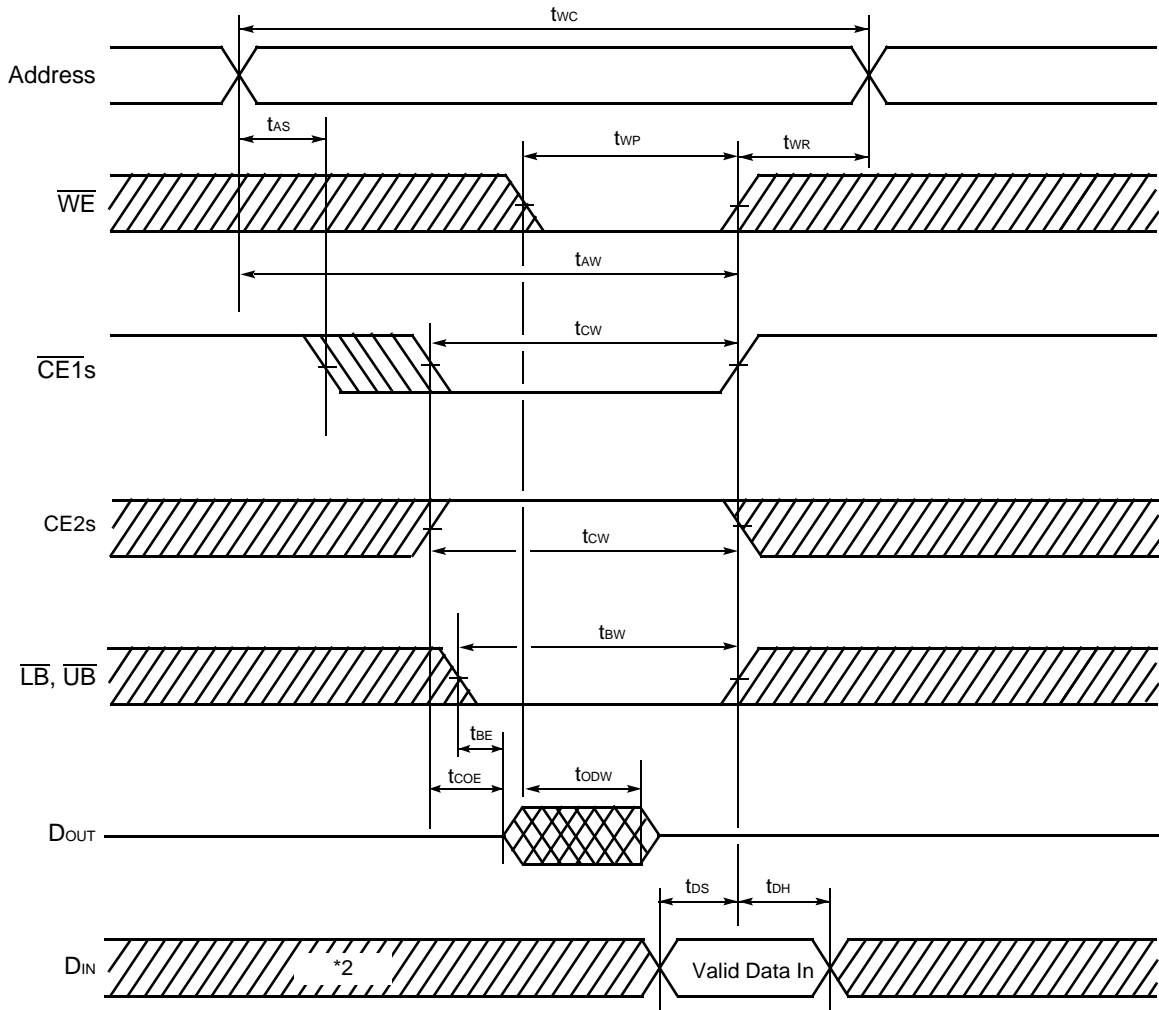 tWC
Address
tAS
tWP
tWR
WE
tAW
tCW
CE1s
CE2s
tCW
tBW
LB, UB
tBE
tCOE
tODW
DOUT
tDS
tDH
DIN
*2
Valid Data In